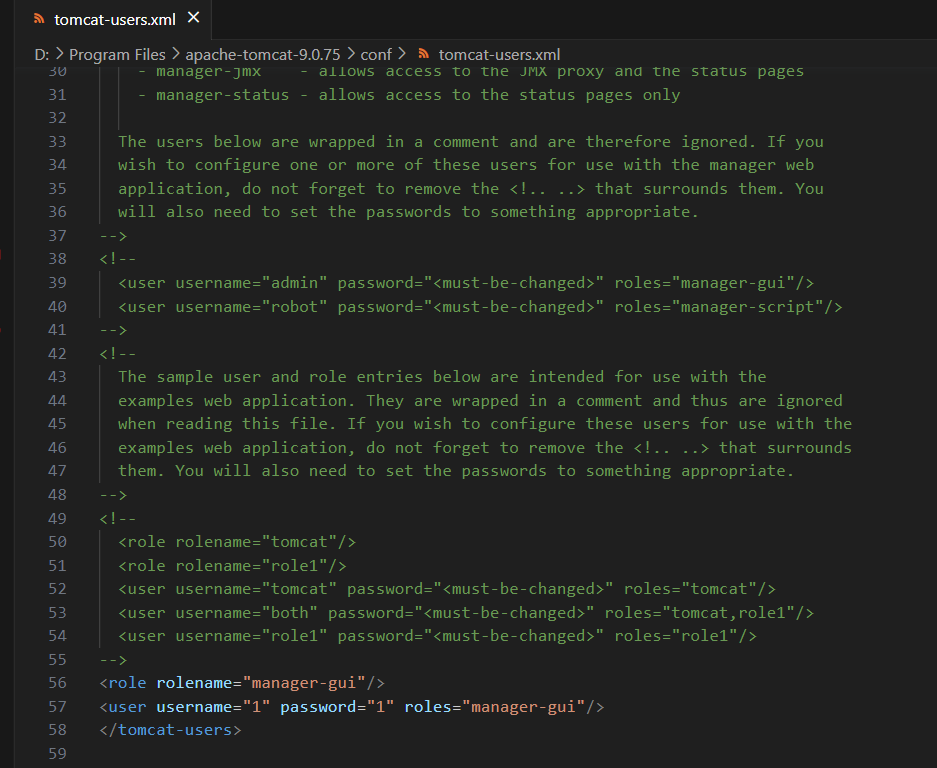 tomcat-users.xml
D: > Program Files > apache-tomcat-9.0.75 > conf > tomcat-users.xml
30 - manager-jmx    - allows access to the JMX proxy and the status pages
31 - manager-status - allows access to the status pages only
32
33 The users below are wrapped in a comment and are therefore ignored. If you
34 wish to configure one or more of these users for use with the manager web
35 application, do not forget to remove the <!.. ..> that surrounds them. You
36 will also need to set the passwords to something appropriate.
37 -->
38 <!--
39 <user username="admin" password="<must-be-changed>" roles="manager-gui"/>
40 <user username="robot" password="<must-be-changed>" roles="manager-script"/>
41 -->
42 <!--
43 The sample user and role entries below are intended for use with the
44 examples web application. They are wrapped in a comment and thus are ignored
45 when reading this file. If you wish to configure these users for use with the
46 examples web application, do not forget to remove the <!.. ..> that surrounds
47 them. You will also need to set the passwords to something appropriate.
48 -->
49 <!--
50 <role rolename="tomcat"/>
51 <role rolename="role1"/>
52 <user username="tomcat" password="<must-be-changed>" roles="tomcat"/>
53 <user username="both" password="<must-be-changed>" roles="tomcat,role1"/>
54 <user username="role1" password="<must-be-changed>" roles="role1"/>
55 -->
56 <role rolename="manager-gui"/>
57 <user username="1" password="1" roles="manager-gui"/>
58 </tomcat-users>
59